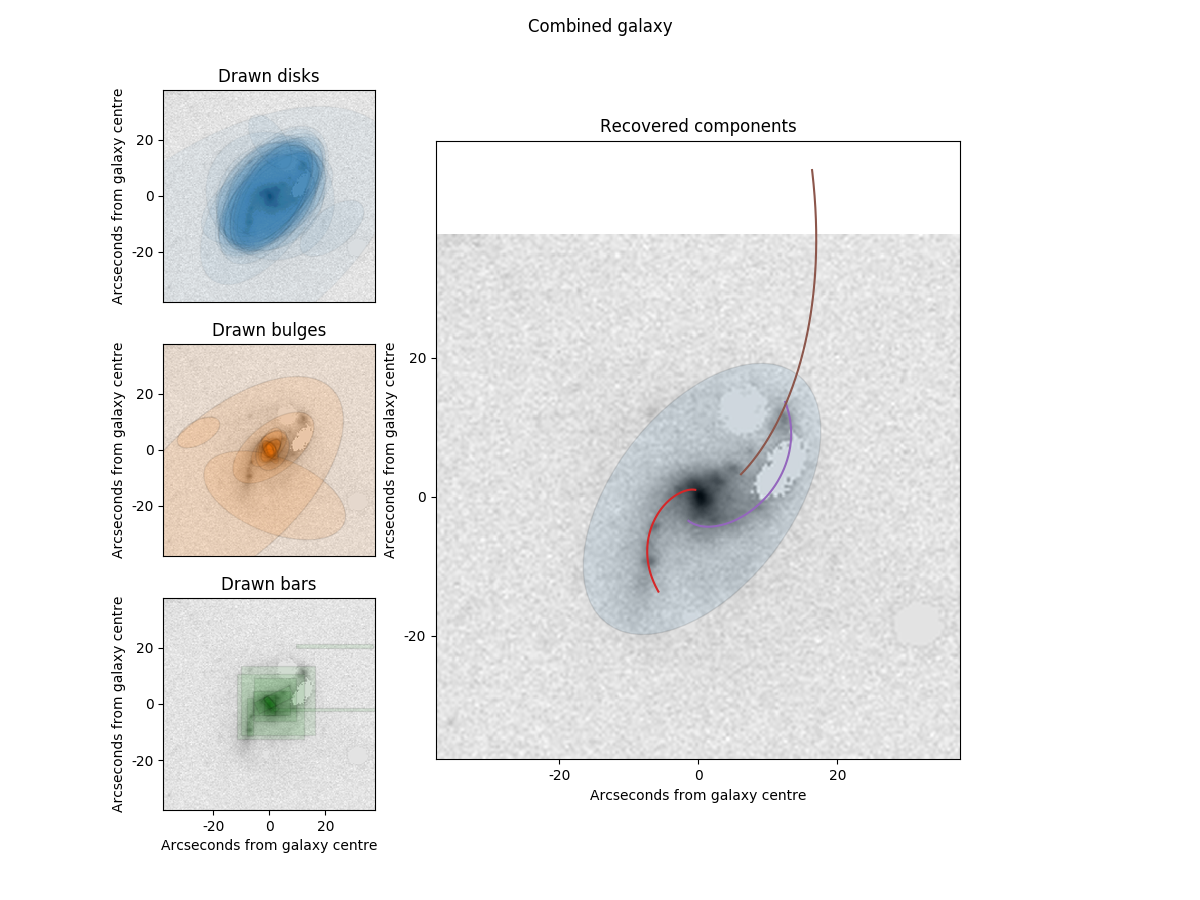 Combined galaxy
Drawn disks
Arcseconds from galaxy centre
20
0
-20
Drawn bulges
Arcseconds from galaxy centre
20
0
-20
Drawn bars
Arcseconds from galaxy centre
20
0
-20
-20 0 20
Arcseconds from galaxy centre
Recovered components
Arcseconds from galaxy centre
20
0
-20
-20 0 20
Arcseconds from galaxy centre